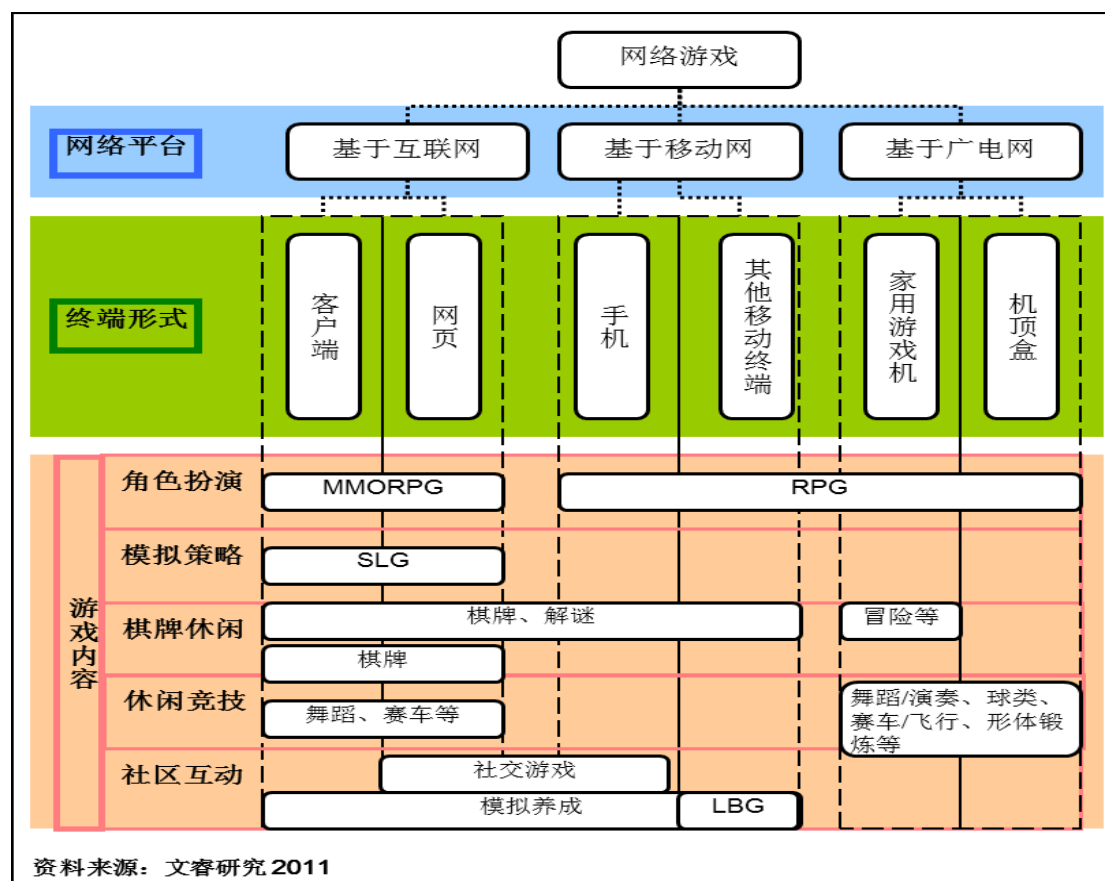 网络游戏
网络平台
基于互联网
基于移动网
基于广电网
终端形式
客户端
网页
手机
其他移动终端
家用游戏机
机顶盒
游戏内容
角色扮演
MMORPG
RPG
模拟策略
SLG
棋牌休闲
棋牌、解谜
冒险等
棋牌
休闲竞技
舞蹈、赛车等
舞蹈/演奏、球类、
赛车/飞行、形体锻
炼等
社区互动
社交游戏
模拟养成
LBG
资料来源：文睿研究2011